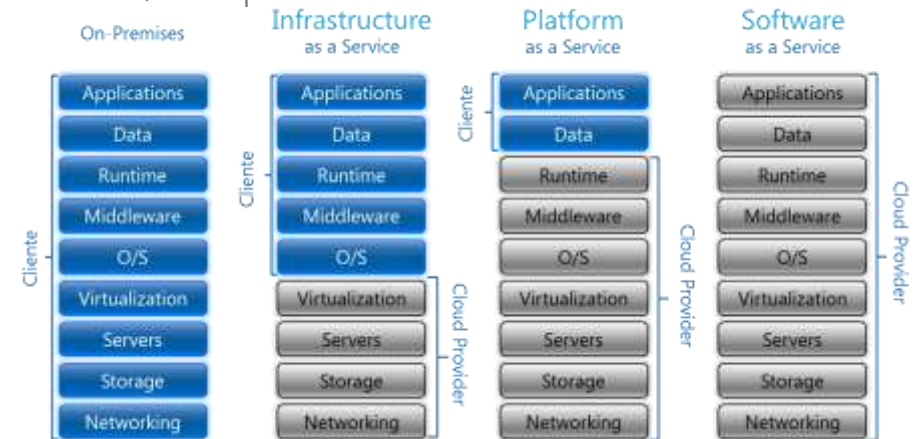 On-Premises
Cliente
Applications
Data
Runtime
Middleware
O/S
Virtualization
Servers
Storage
Networking
Infrastructure
as a Service
Cliente
Applications
Data
Runtime
Middleware
O/S
Virtualization
Servers
Storage
Networking
Cloud Provider
Platform
as a Service
Cliente
Applications
Data
Runtime
Middleware
O/S
Virtualization
Servers
Storage
Networking
Cloud Provider
Software
as a Service
Applications
Data
Runtime
Middleware
O/S
Virtualization
Servers
Storage
Networking
Cloud Provider